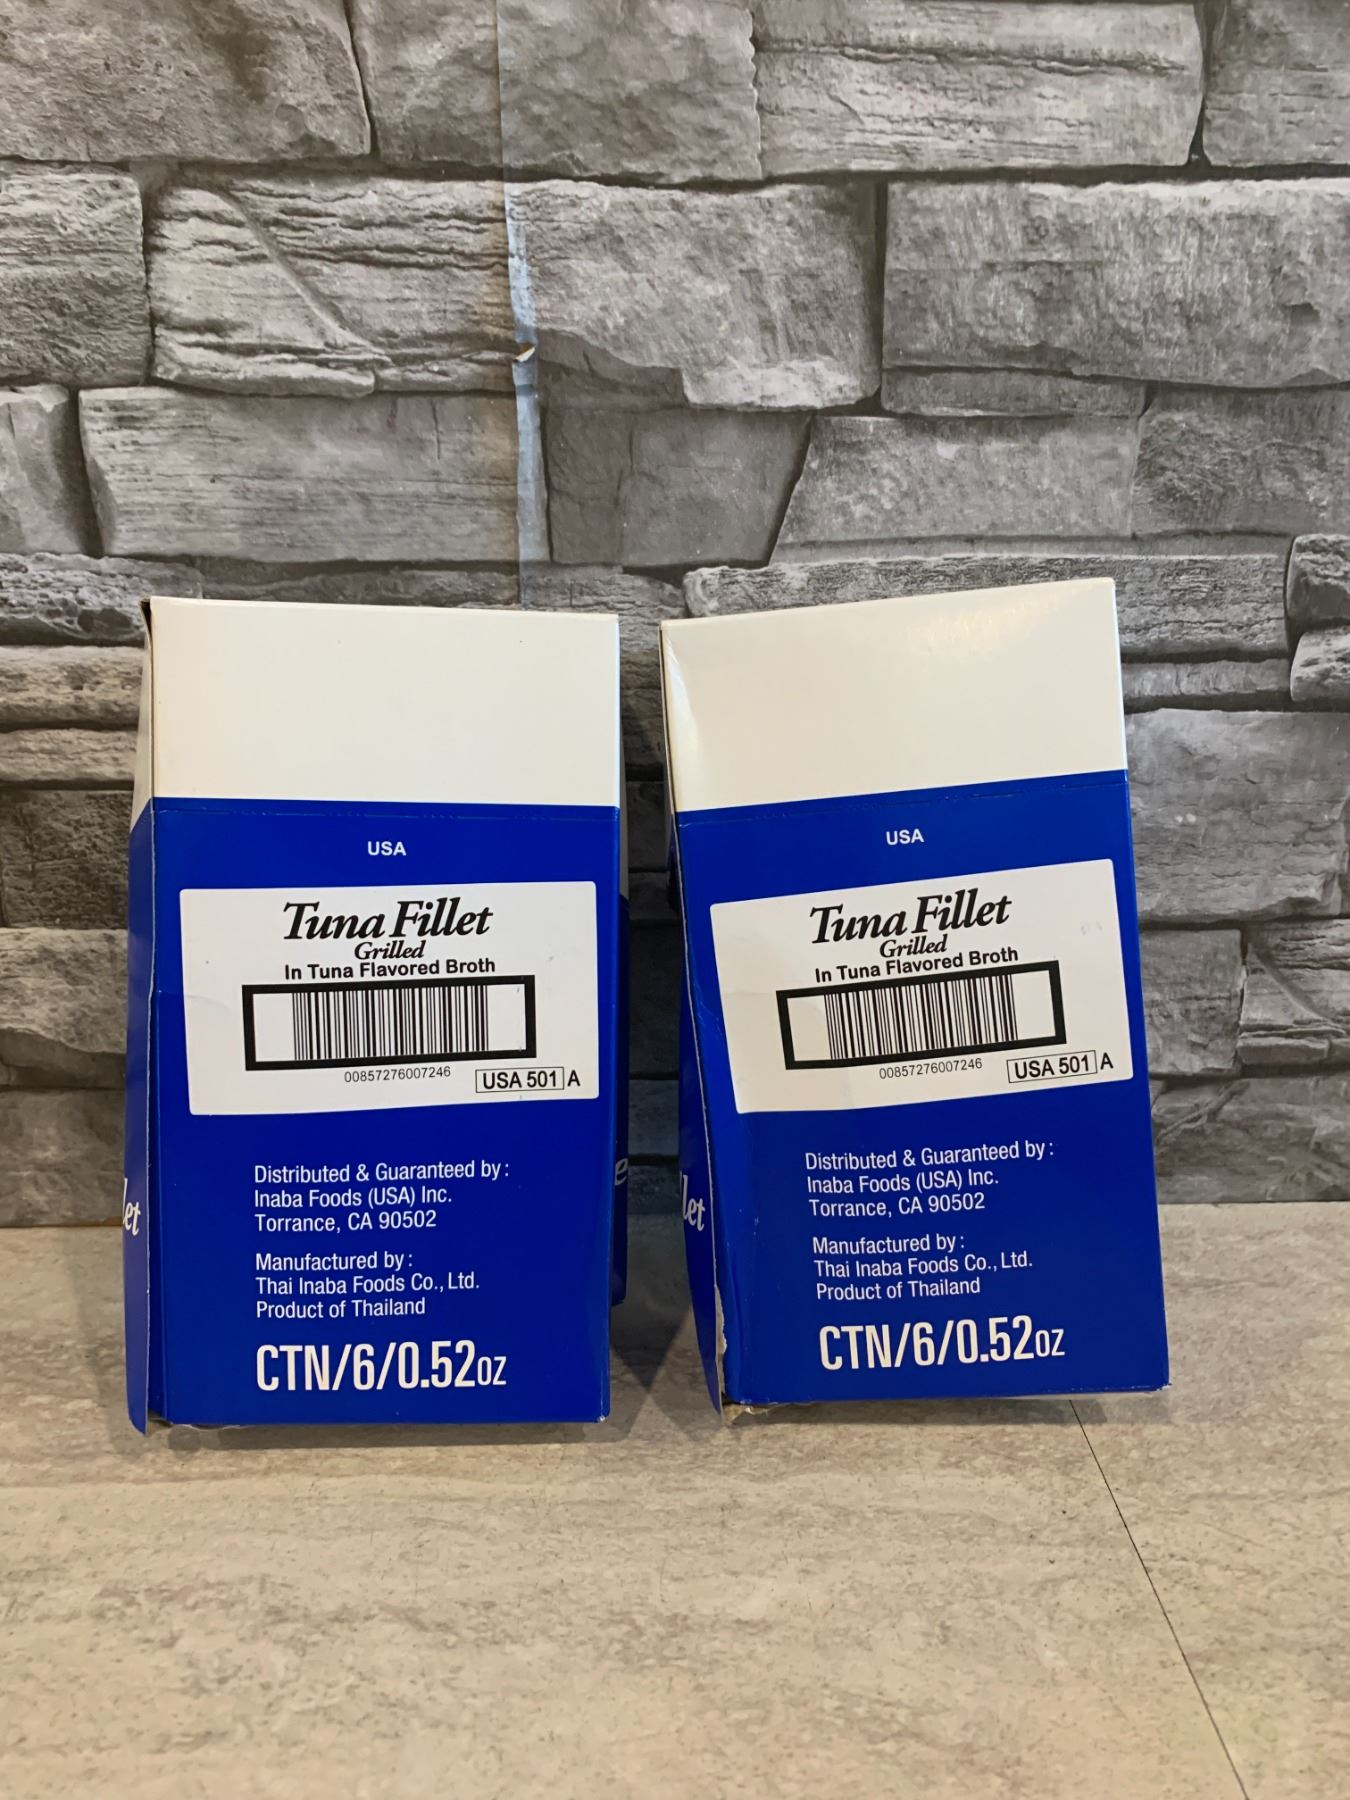 USA
Tuna Fillet
Grilled
In Tuna Flavored Broth
00857276007246
USA 501 A
Distributed & Guaranteed by:
Inaba Foods (USA) Inc.
Torrance, CA 90502
Manufactured by:
Thai Inaba Foods Co., Ltd.
Product of Thailand
CTN/6/0.52oz
let
e
USA
Tuna Fillet
Grilled
In Tuna Flavored Broth
00857276007246
USA 501 A
Distributed & Guaranteed by:
Inaba Foods (USA) Inc.
Torrance, CA 90502
Manufactured by:
Thai Inaba Foods Co., Ltd.
Product of Thailand
CTN/6/0.52oz
let